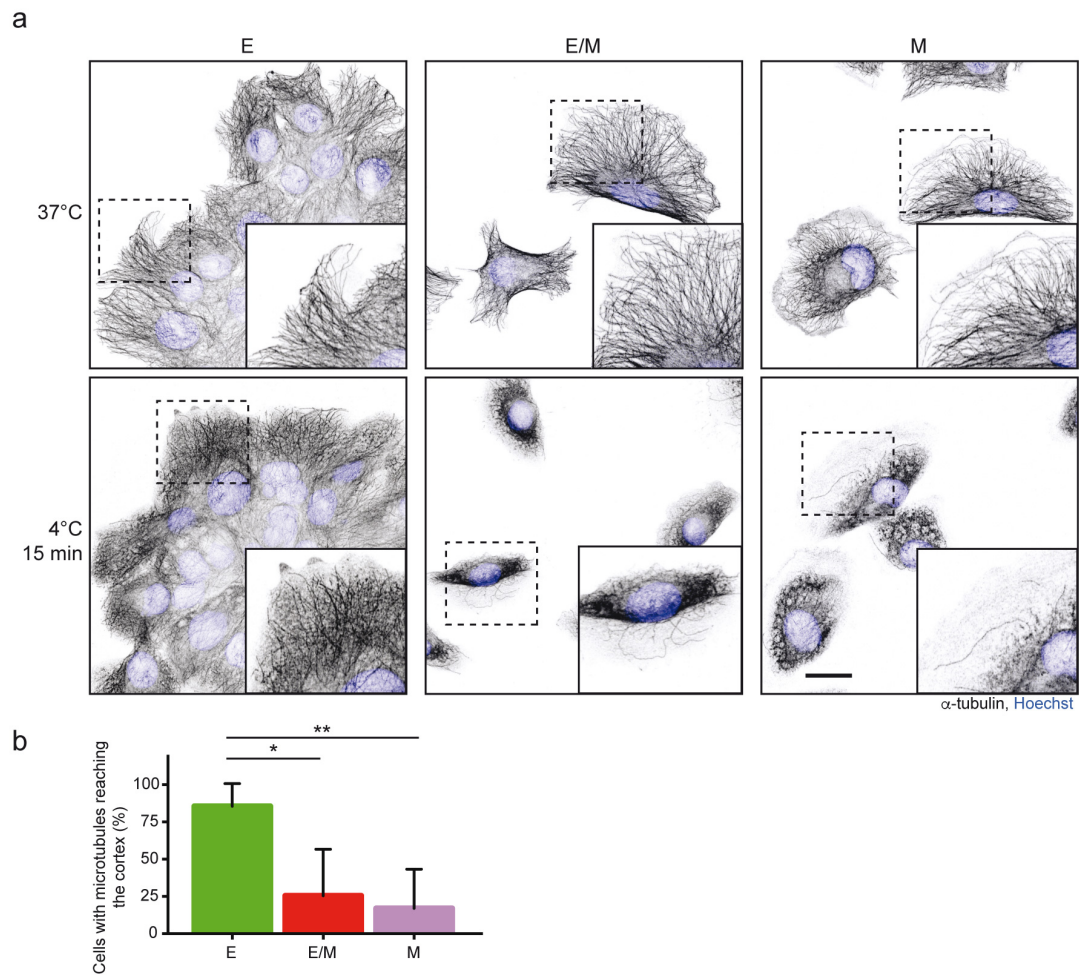 a
E E/M M
37°C
4°C
15 min
α-tubulin, Hoechst
b
Cells with microtubules reaching
the cortex (%)
**
*
100
75
50
25
0
E E/M M